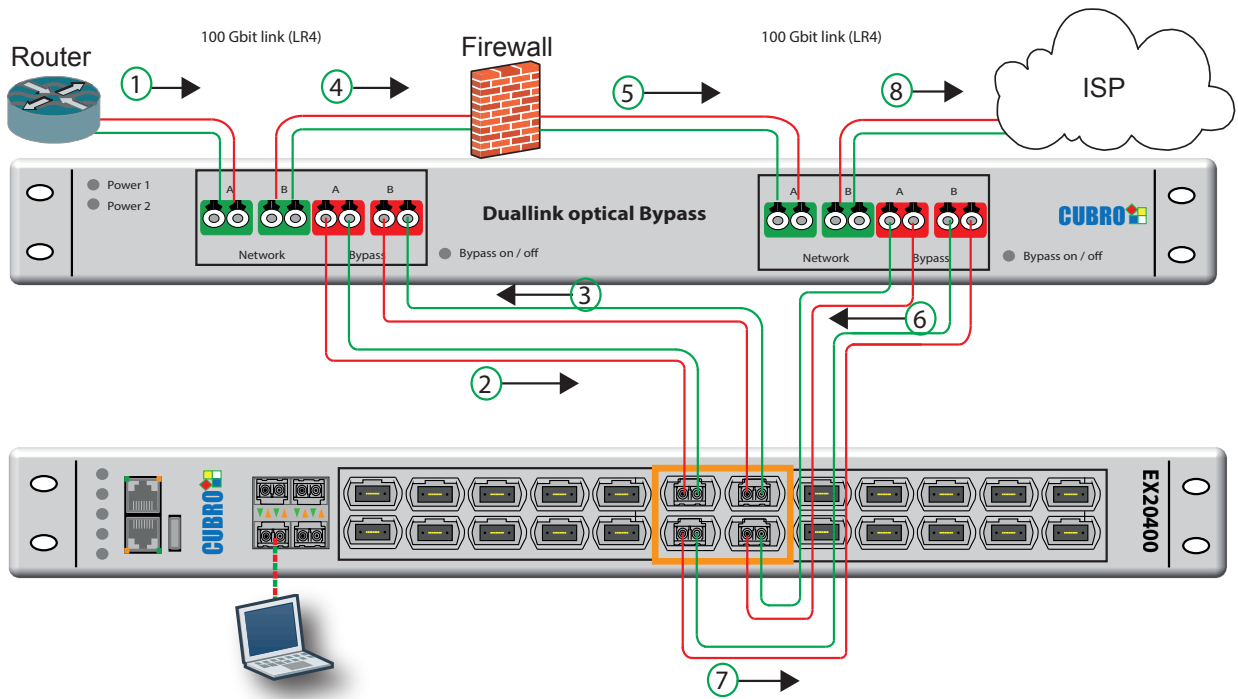 100 Gbit link (LR4)
Firewall
100 Gbit link (LR4)
Router
1
4
5
8
ISP
Power 1
Power 2
A
B
A
B
Network
Bypass
Bypass on / off
Duallink optical Bypass
A
B
A
B
Network
Bypass
Bypass on / off
CUBRO
3
6
2
CUBRO
EX20400
7